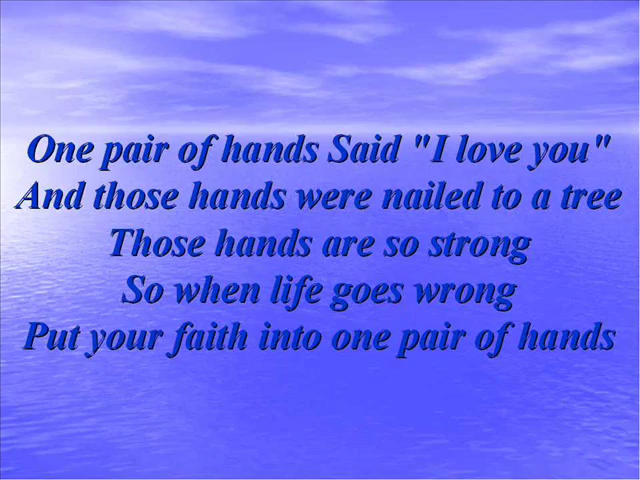 One pair of hands Said "I love you"
And those hands were nailed to a tree
Those hands are so strong
So when life goes wrong
Put your faith into one pair of hands